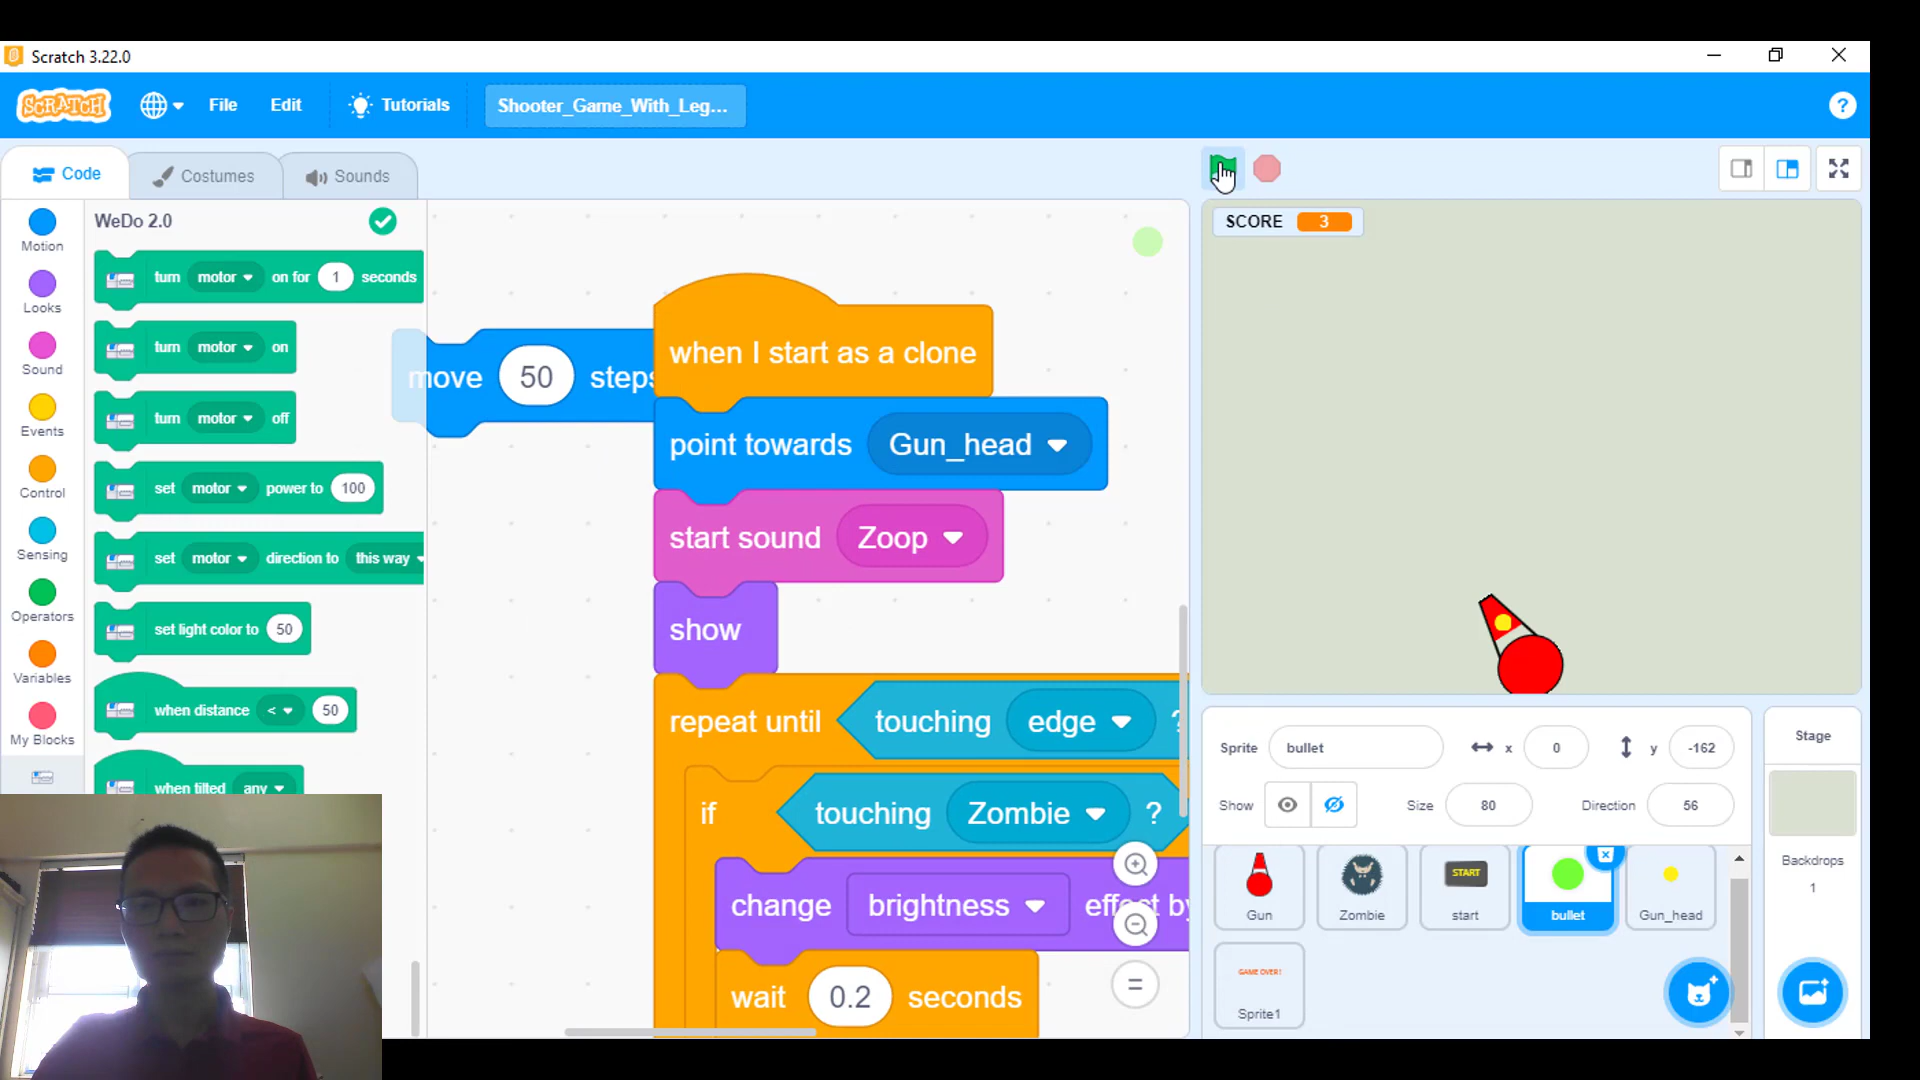 Scratch 3.22.0
SCRATCH File Edit Tutorials Shooter_Game_With_Leg...
Code Costumes Sounds
Motion
Looks
Sound
Events
Control
Sensing
Operators
Variables
My Blocks
WeDo 2.0
turn motor on for 1 seconds
turn motor on
turn motor off
set motor power to 100
set motor direction to this way
set light color to 50
when distance < 50
when tilted any
move 50 steps
when I start as a clone
point towards Gun_head
start sound Zoop
show
repeat until touching edge ?
if touching Zombie ?
change brightness effect by
wait 0.2 seconds
SCORE 3
Sprite bullet x 0 y -162
Show Size 80 Direction 56
Gun
Zombie
START
start
bullet
Gun_head
GAME OVER!
Sprite1
Stage
Backdrops
1